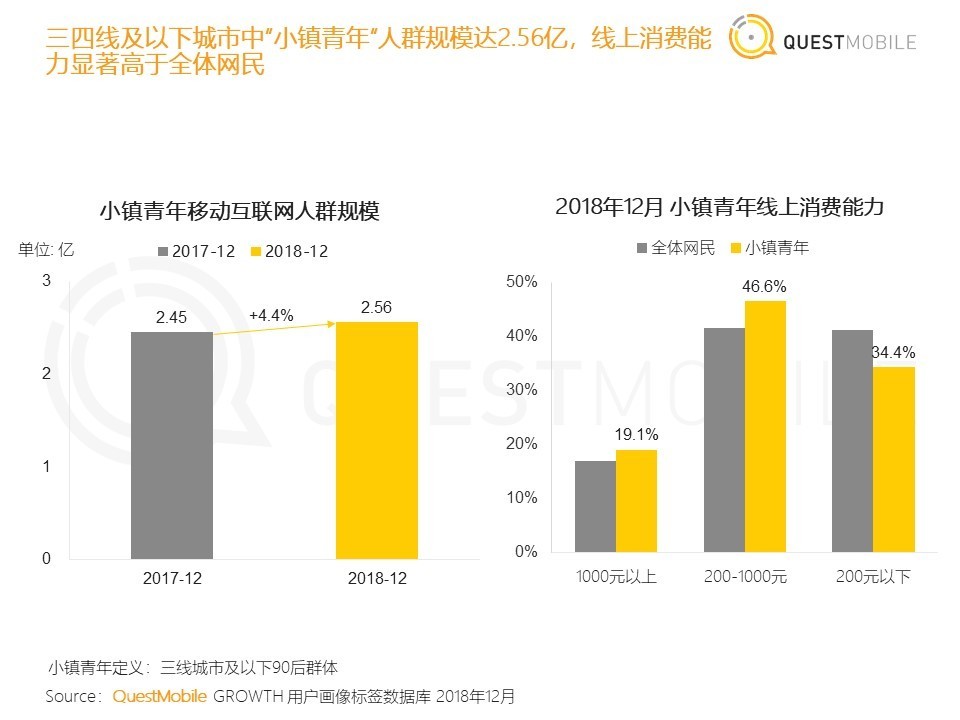 三四线及以下城市中"小镇青年"人群规模达2.56亿，线上消费能
力显著高于全体网民
QUESTMOBILE
小镇青年移动互联网人群规模
单位: 亿
2017-12
2018-12
3
2
1
0
2.45
+4.4%
2.56
2017-12
2018-12
2018年12月 小镇青年线上消费能力
全体网民
小镇青年
50%
40%
30%
20%
10%
0%
19.1%
46.6%
34.4%
1000元以上
200-1000元
200元以下
QUESTMOBILE
小镇青年定义：三线城市及以下90后群体
Source：QuestMobile GROWTH 用户画像标签数据库 2018年12月